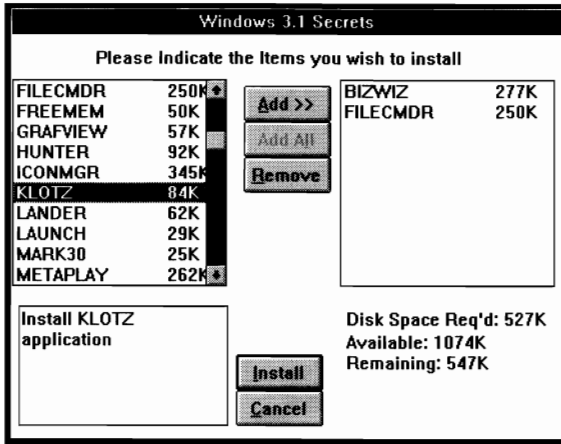 Windows 3.1 Secrets
Please Indicate the Items you wish to install
FILECMDR 250K
FREEMEM 50K
GRAFVIEW 57K
HUNTER 92K
ICONMGR 345K
KLOTZ 84K
LANDER 62K
LAUNCH 29K
MARK30 25K
METAPLAY 262K
Add >>
Add All
Remove
BIZWIZ 277K
FILECMDR 250K
Install KLOTZ
application
Install
Cancel
Disk Space Req'd: 527K
Available: 1074K
Remaining: 547K